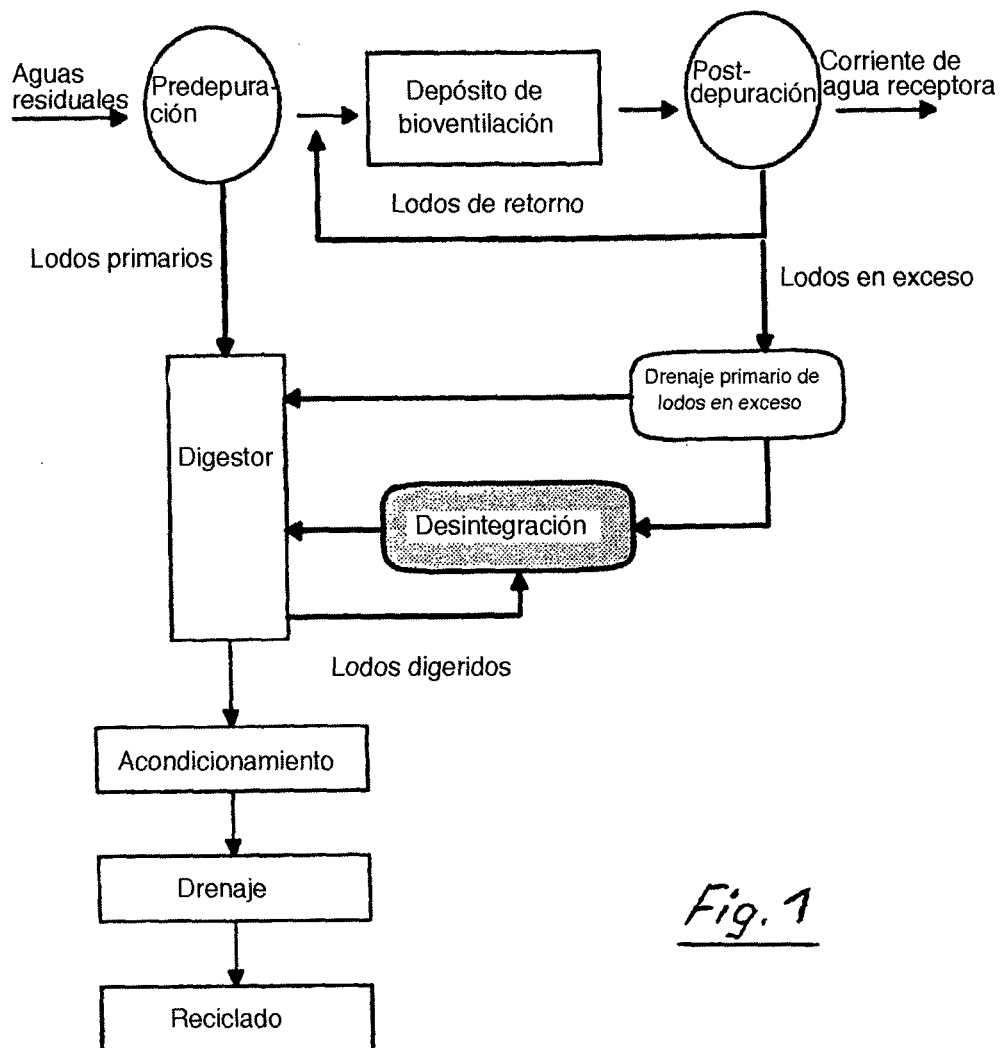 Aguas
residuales
Predepura-
ción
Depósito de
bioventilación
Post-
depuración
Corriente de
agua receptora
Lodos de retorno
Lodos primarios
Lodos en exceso
Drenaje primario de
lodos en exceso
Digestor
Desintegración
Lodos digeridos
Acondicionamiento
Drenaje
Reciclado
Fig. 1